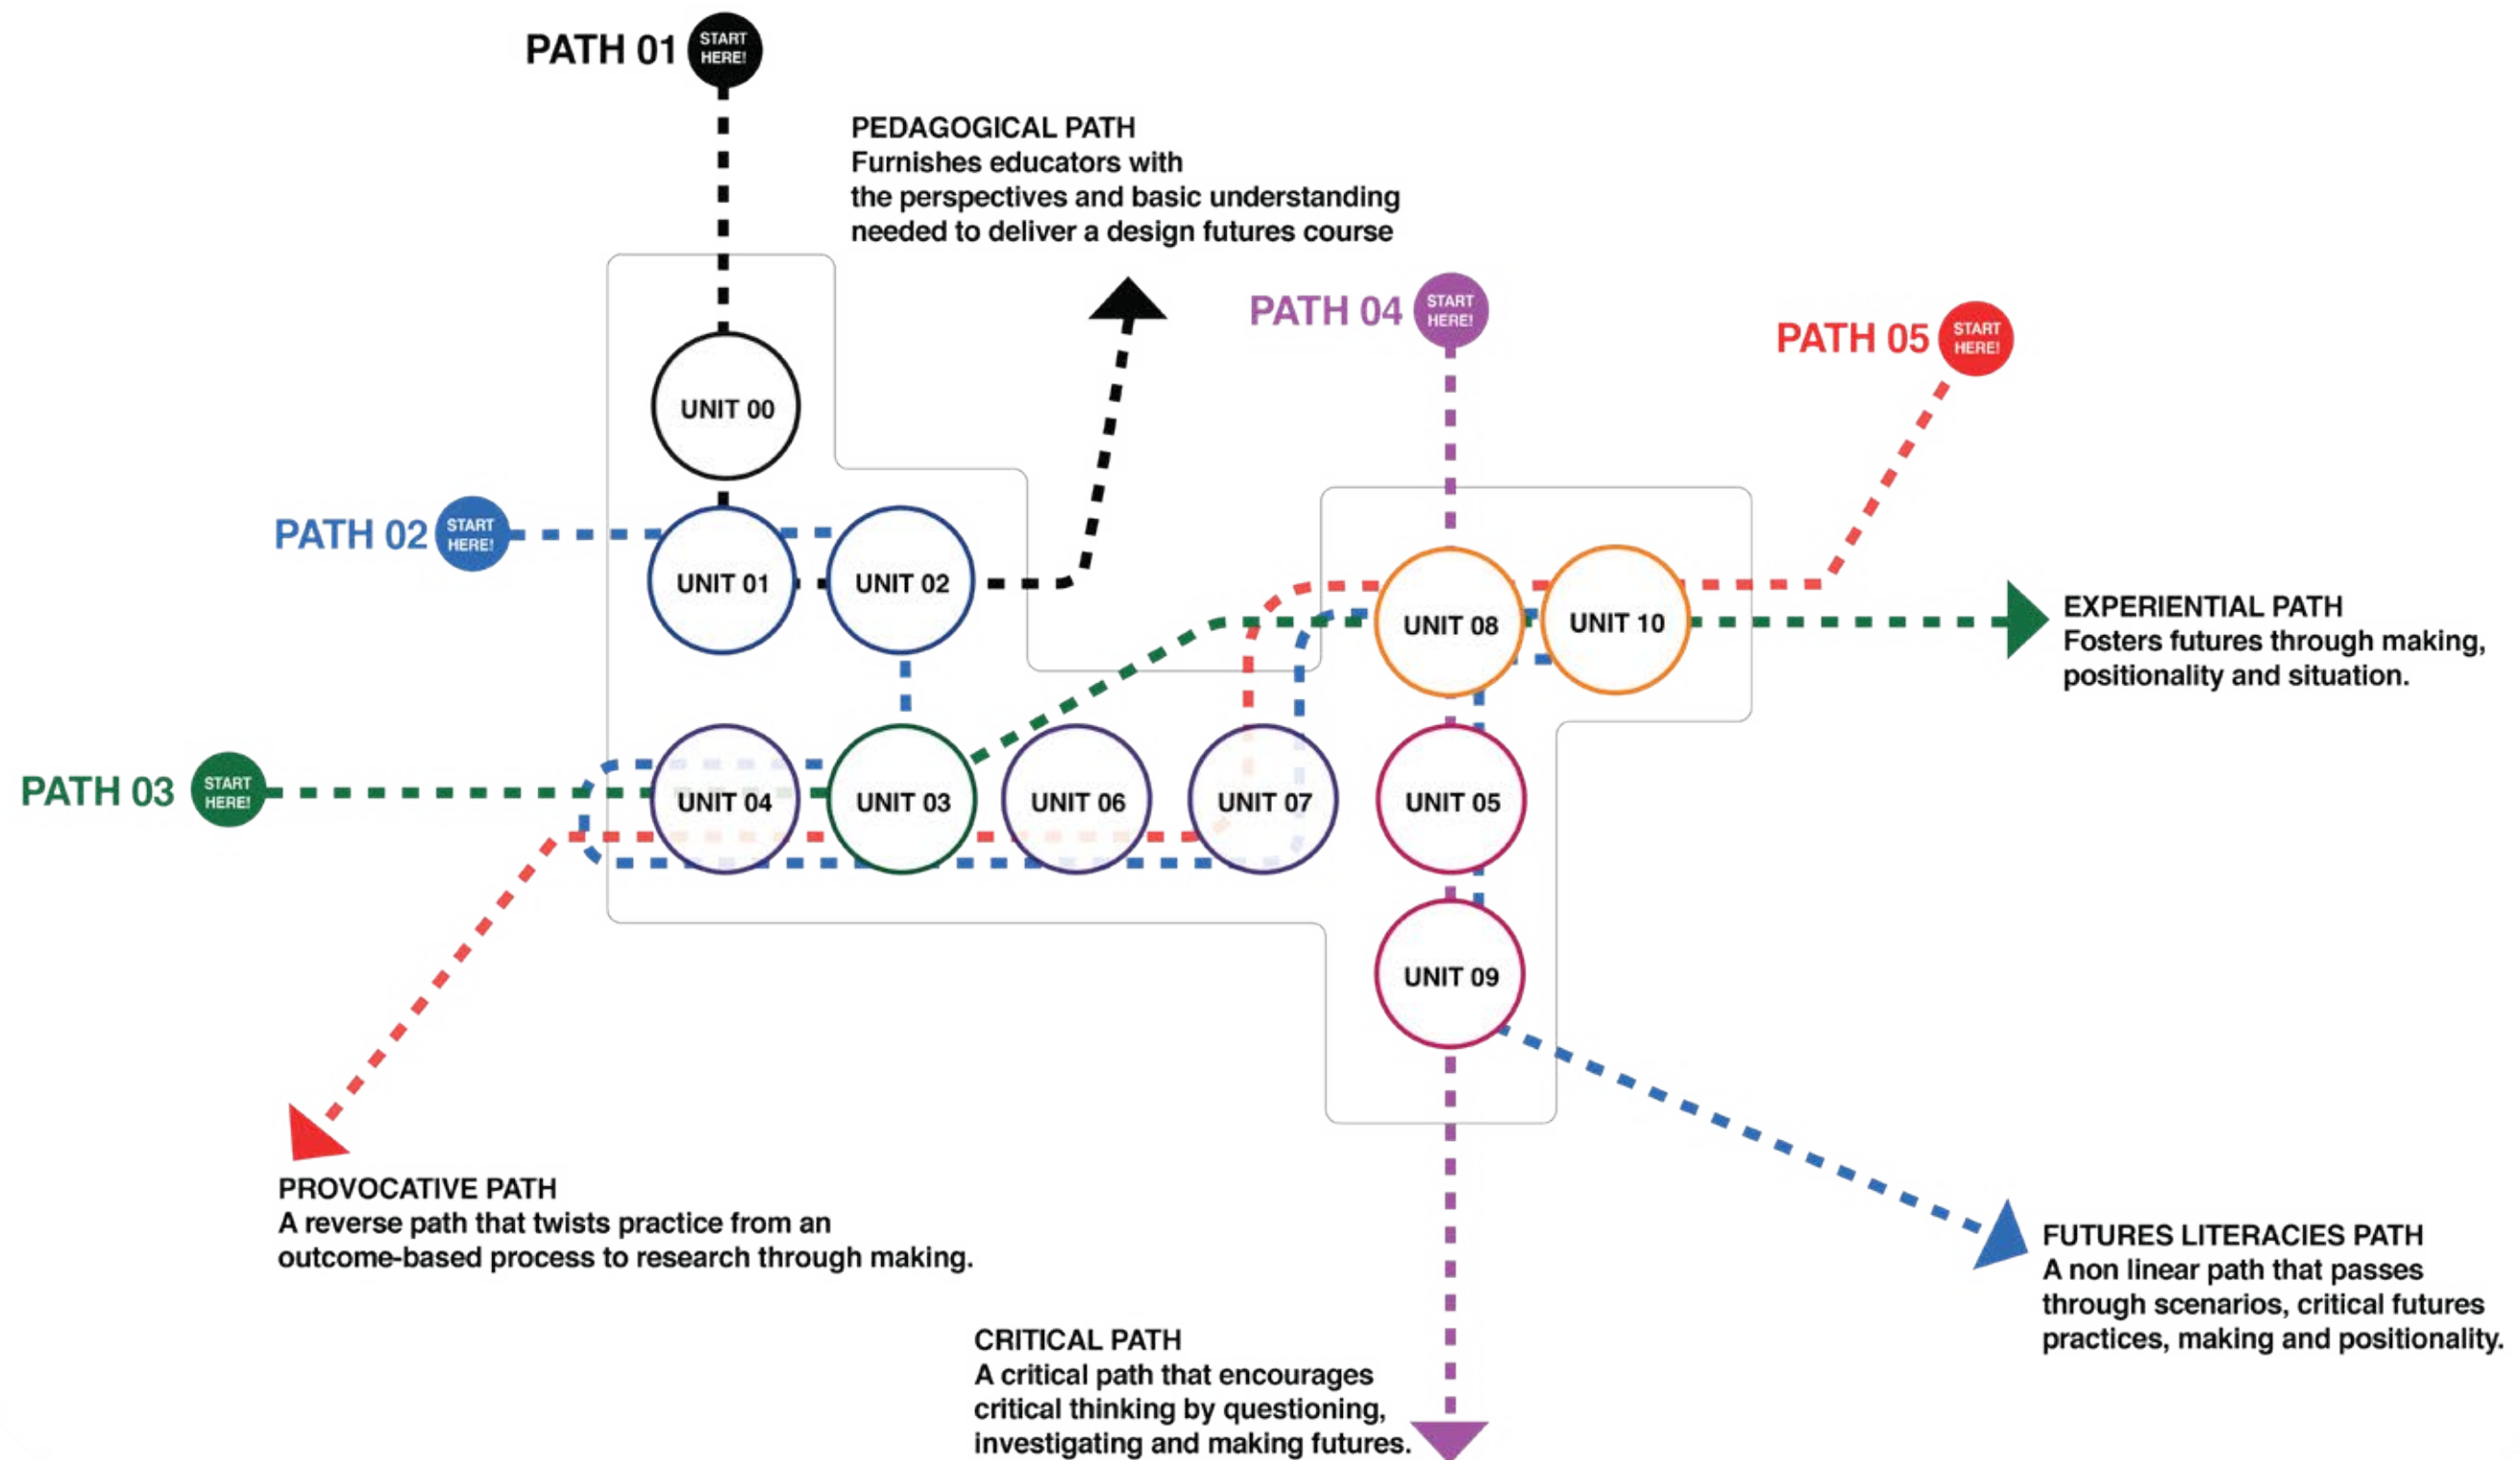 PATH 01
START
HERE!
PEDAGOGICAL PATH
Furnishes educators with
the perspectives and basic understanding
needed to deliver a design futures course
PATH 04
START
HERE!
PATH 05
START
HERE!
UNIT 00
PATH 02
START
HERE!
UNIT 01
UNIT 02
UNIT 08
UNIT 10
EXPERIENTIAL PATH
Fosters futures through making,
positionality and situation.
PATH 03
START
HERE!
UNIT 04
UNIT 03
UNIT 06
UNIT 07
UNIT 05
UNIT 09
PROVOCATIVE PATH
A reverse path that twists practice from an
outcome-based process to research through making.
FUTURES LITERACIES PATH
A non linear path that passes
through scenarios, critical futures
practices, making and positionality.
CRITICAL PATH
A critical path that encourages
critical thinking by questioning,
investigating and making futures.